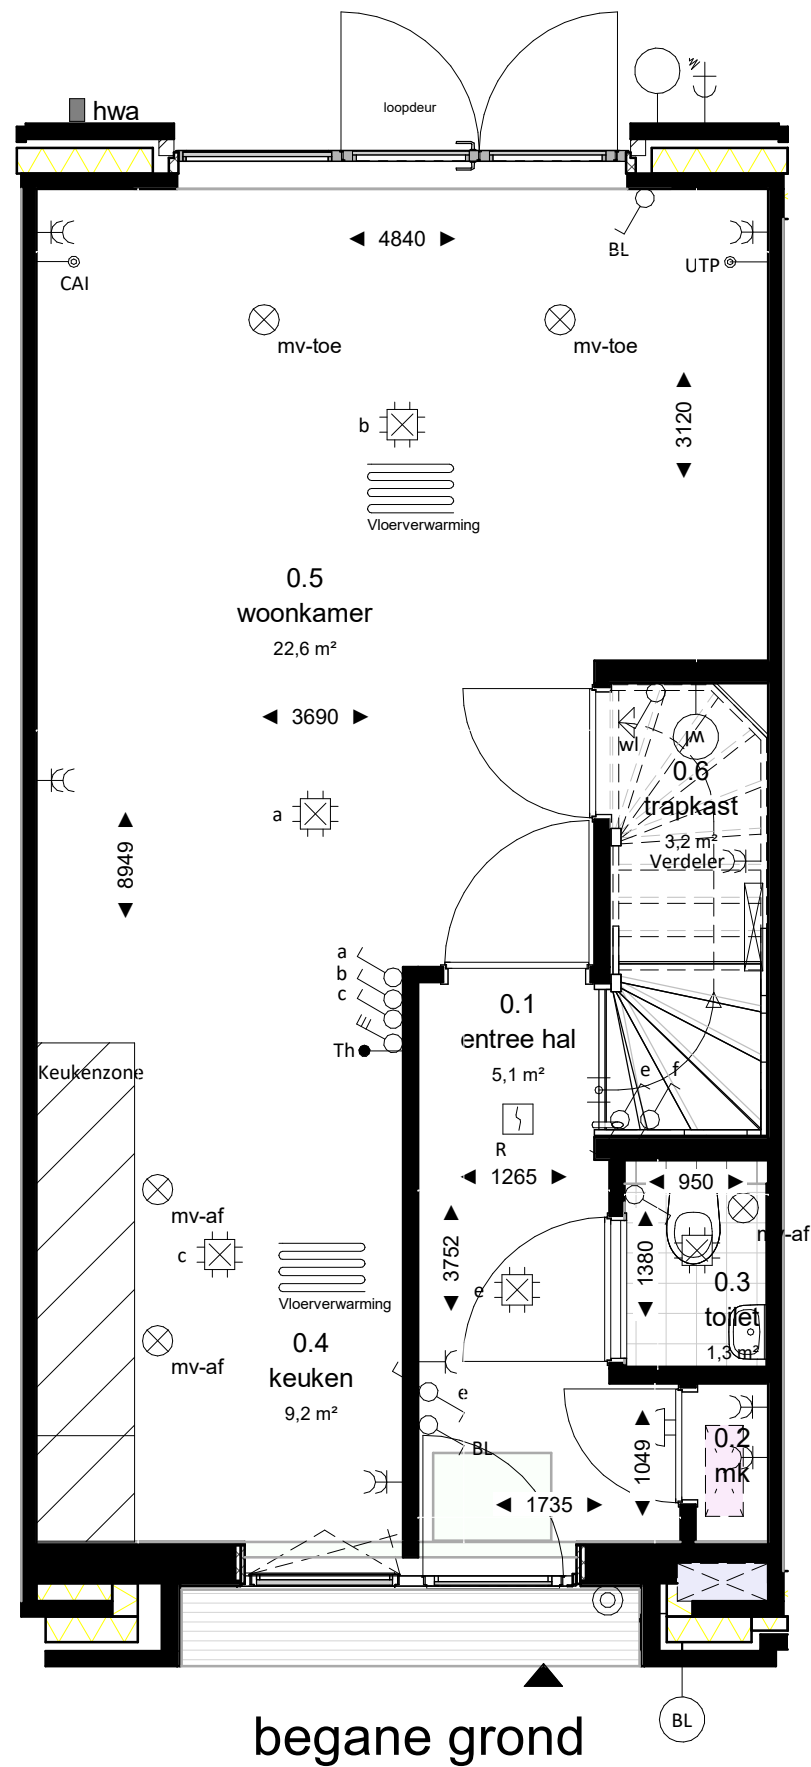 loopdeur
hwa
4840
BL
UTP
CAI
mv-toe
mv-toe
3120
b
Vloerverwarming
0.5
woonkamer
22,6 m²
3690
wl
wl
0.6
trapkast
3,2 m²
Verdeler
a
8949
a
b
c
Th
0.1
entree hal
5,1 m²
e
f
Keukenzone
R
1265
950
mv-af
mv-af
3752
1380
c
e
0.3
toilet
1,3 m²
Vloerverwarming
0.4
keuken
9,2 m²
mv-af
e
BL
1049
0.2
mk
1735
BL
begane grond